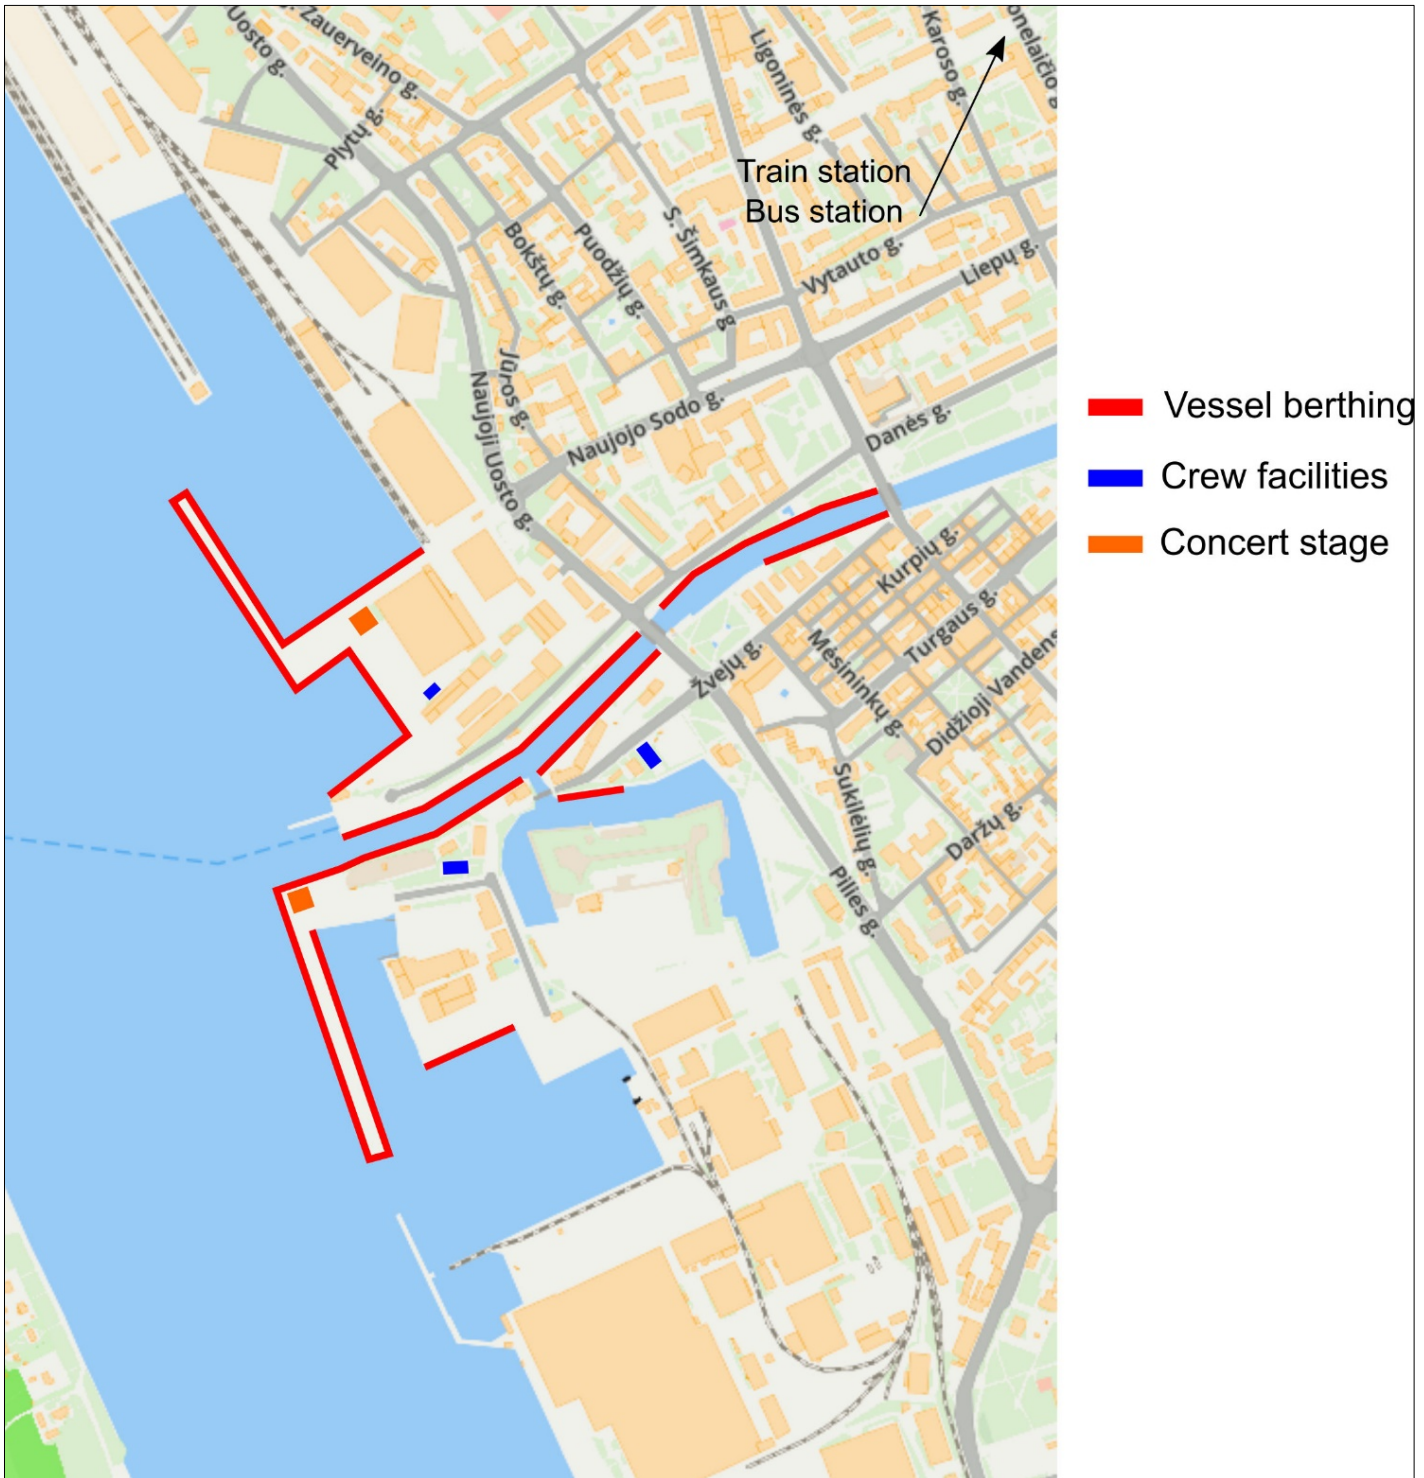 Uosto g.
Zauerveino g.
Plytų g.
Ligoninės g.
Karoso g.
onelaičio g
Train station
Bus station
Bokštų g.
Puodžių g.
S. Šimkaus g
Vytauto g.
Liepų g.
Jūros g.
Naujoji Uosto g.
Naujojo Sodo g.
Danės g.
Vessel berthing
Crew facilities
Concert stage
Kurpių g.
Turgaus g.
Mėsininkų g.
Žvejų g.
Didžioji Vandens
Sukilėlių g.
Daržų g.
Pilies g.